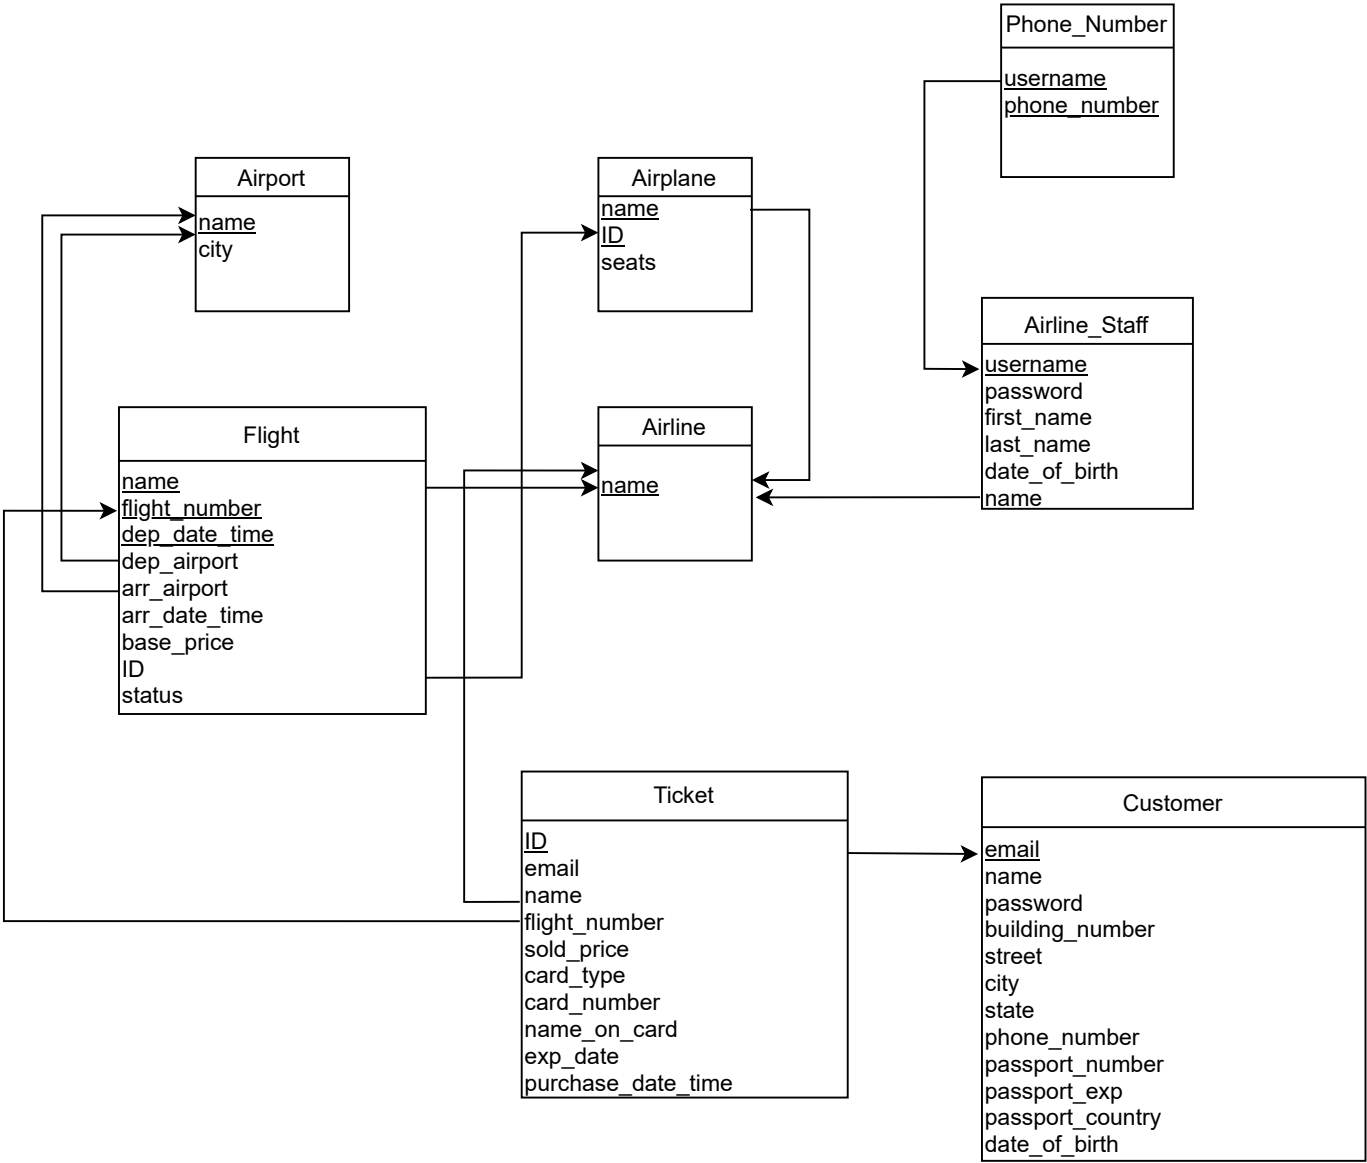 Phone_Number
username
phone_number
Airport
name
city
Airplane
name
ID
seats
Airline_Staff
username
password
first_name
last_name
date_of_birth
name
Flight
name
flight_number
dep_date_time
dep_airport
arr_airport
arr_date_time
base_price
ID
status
Airline
name
Ticket
ID
email
name
flight_number
sold_price
card_type
card_number
name_on_card
exp_date
purchase_date_time
Customer
email
name
password
building_number
street
city
state
phone_number
passport_number
passport_exp
passport_country
date_of_birth